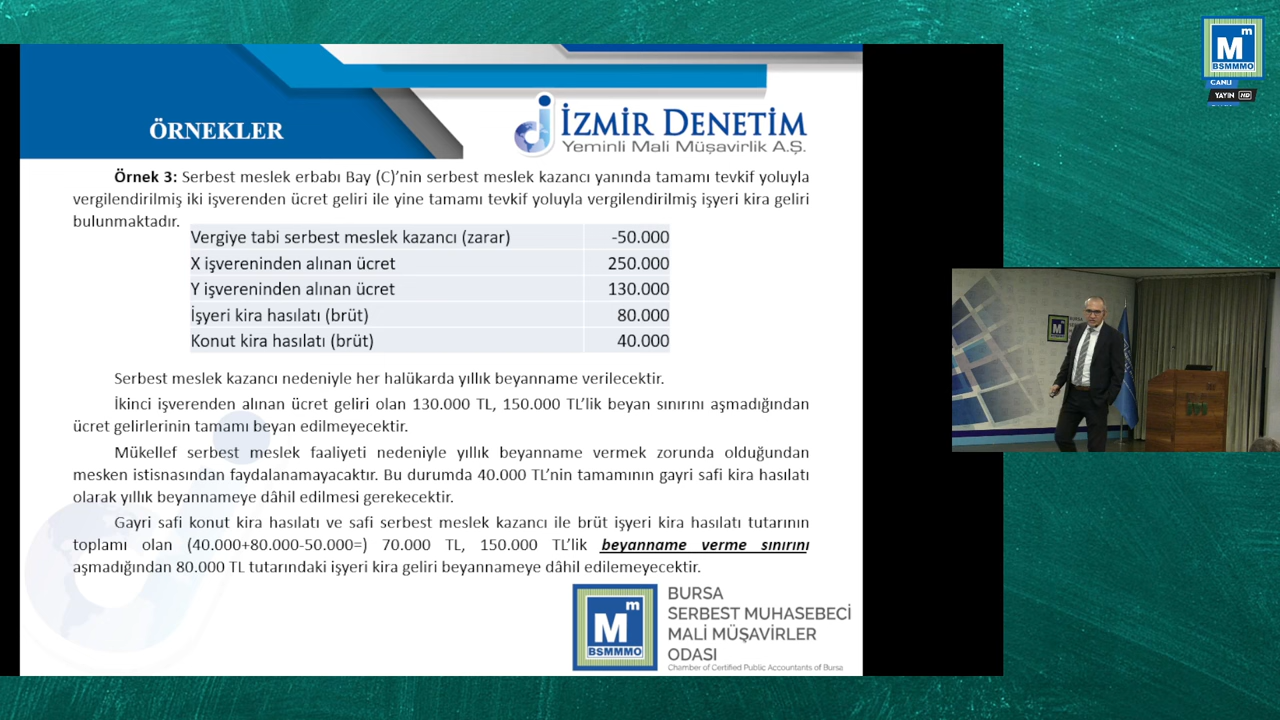 M m
BSMMMO
CANLI
YAYIN HD
ÖRNEKLER
İZMİR DENETİM
Yeminli Mali Müşavirlik A.Ş.
Örnek 3: Serbest meslek erbabı Bay (C)’nin serbest meslek kazancı yanında tamamı tevkif yoluyla
vergilendirilmiş iki işverenden ücret geliri ile yine tamamı tevkif yoluyla vergilendirilmiş işyeri kira geliri
bulunmaktadır.
Vergiye tabi serbest meslek kazancı (zarar) -50.000
X işvereninden alınan ücret 250.000
Y işvereninden alınan ücret 130.000
İşyeri kira hasılatı (brüt) 80.000
Konut kira hasılatı (brüt) 40.000
Serbest meslek kazancı nedeniyle her halükarda yıllık beyanname verilecektir.
İkinci işverenden alınan ücret geliri olan 130.000 TL, 150.000 TL’lik beyan sınırını aşmadığından
ücret gelirlerinin tamamı beyan edilmeyecektir.
Mükellef serbest meslek faaliyeti nedeniyle yıllık beyanname vermek zorunda olduğundan
mesken istisnasından faydalanamayacaktır. Bu durumda 40.000 TL’nin tamamının gayri safi kira hasılatı
olarak yıllık beyannameye dâhil edilmesi gerekecektir.
Gayri safi konut kira hasılatı ve safi serbest meslek kazancı ile brüt işyeri kira hasılatı tutarının
toplamı olan (40.000+80.000-50.000=) 70.000 TL, 150.000 TL’lik beyanname verme sınırını
aşmadığından 80.000 TL tutarındaki işyeri kira geliri beyannameye dâhil edilemeyecektir.
M m
BSMMMO
BURSA
SERBEST MUHASEBECİ
MALİ MÜŞAVİRLER
ODASI
Chamber of Certified Public Accountants of Bursa